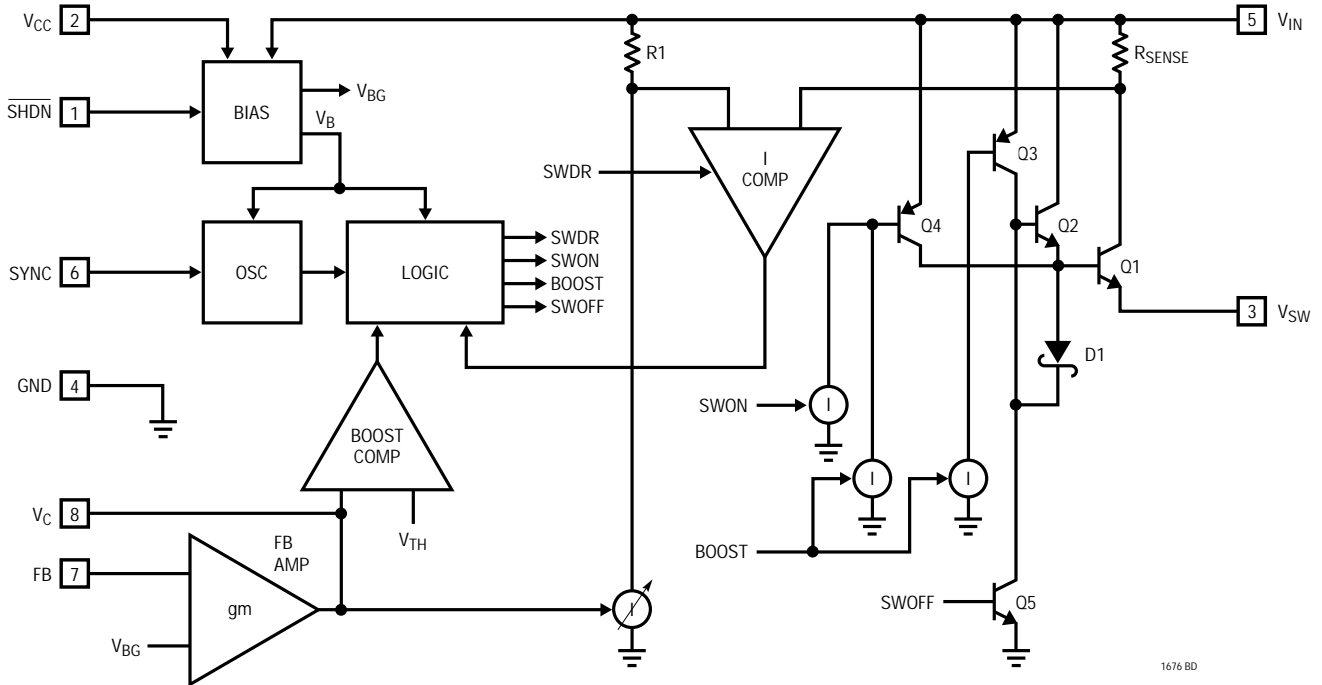 VCC 2
5 VIN
R1
RSENSE
SHDN 1
BIAS
VBG
VB
SWDR
I
COMP
Q3
Q4
Q2
Q1
SYNC 6
OSC
LOGIC
SWDR
SWON
BOOST
SWOFF
3 VSW
D1
GND 4
SWON
I
BOOST
COMP
I
I
VC 8
VTH
BOOST
FB
AMP
FB 7
gm
I
SWOFF
Q5
VBG
1676 BD